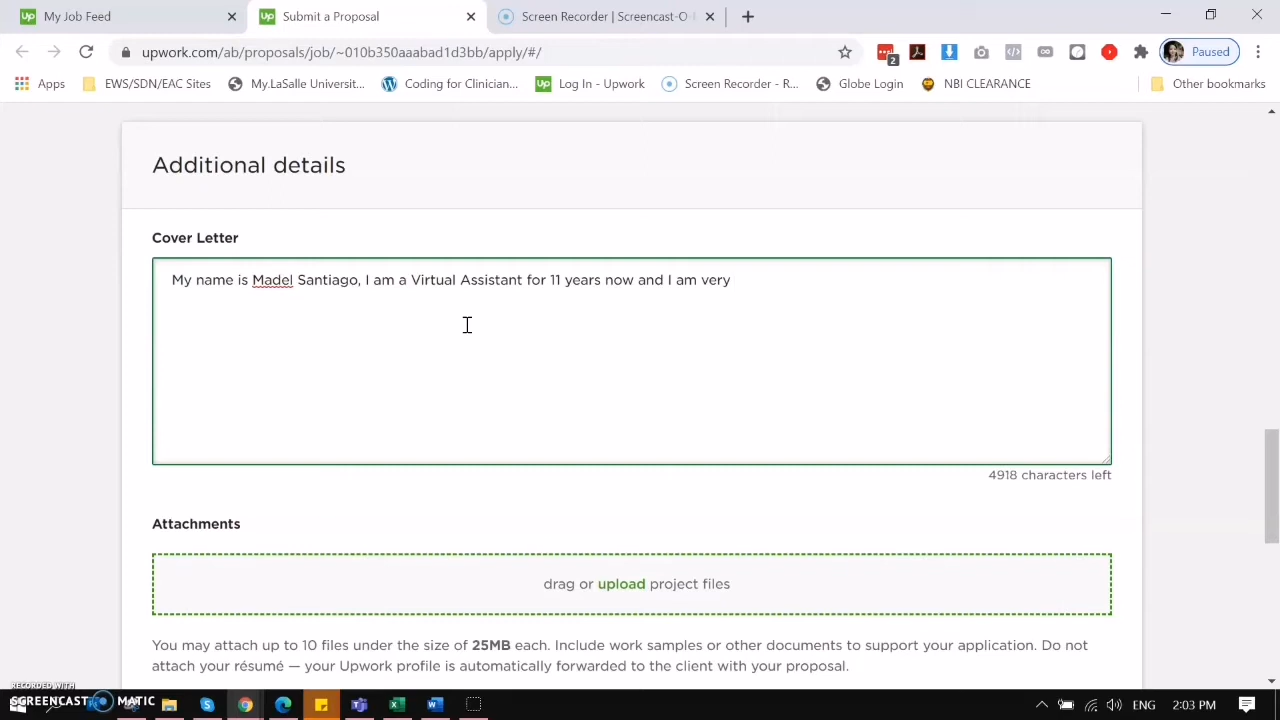 My Job Feed
Submit a Proposal
Screen Recorder | Screencast-O
upwork.com/ab/proposals/job/~010b350aaabad1d3bb/apply/#/
2
Paused
Apps
EWS/SDN/EAC Sites
My.LaSalle Universit...
Coding for Clinician...
Log In - Upwork
Screen Recorder - R...
Globe Login
NBI CLEARANCE
Other bookmarks
Additional details
Cover Letter
My name is Madel Santiago, I am a Virtual Assistant for 11 years now and I am very
4918 characters left
Attachments
drag or upload project files
You may attach up to 10 files under the size of 25MB each. Include work samples or other documents to support your application. Do not
attach your résumé — your Upwork profile is automatically forwarded to the client with your proposal.
RECORDED WITH
SCREENCAST MATIC
ENG
2:03 PM